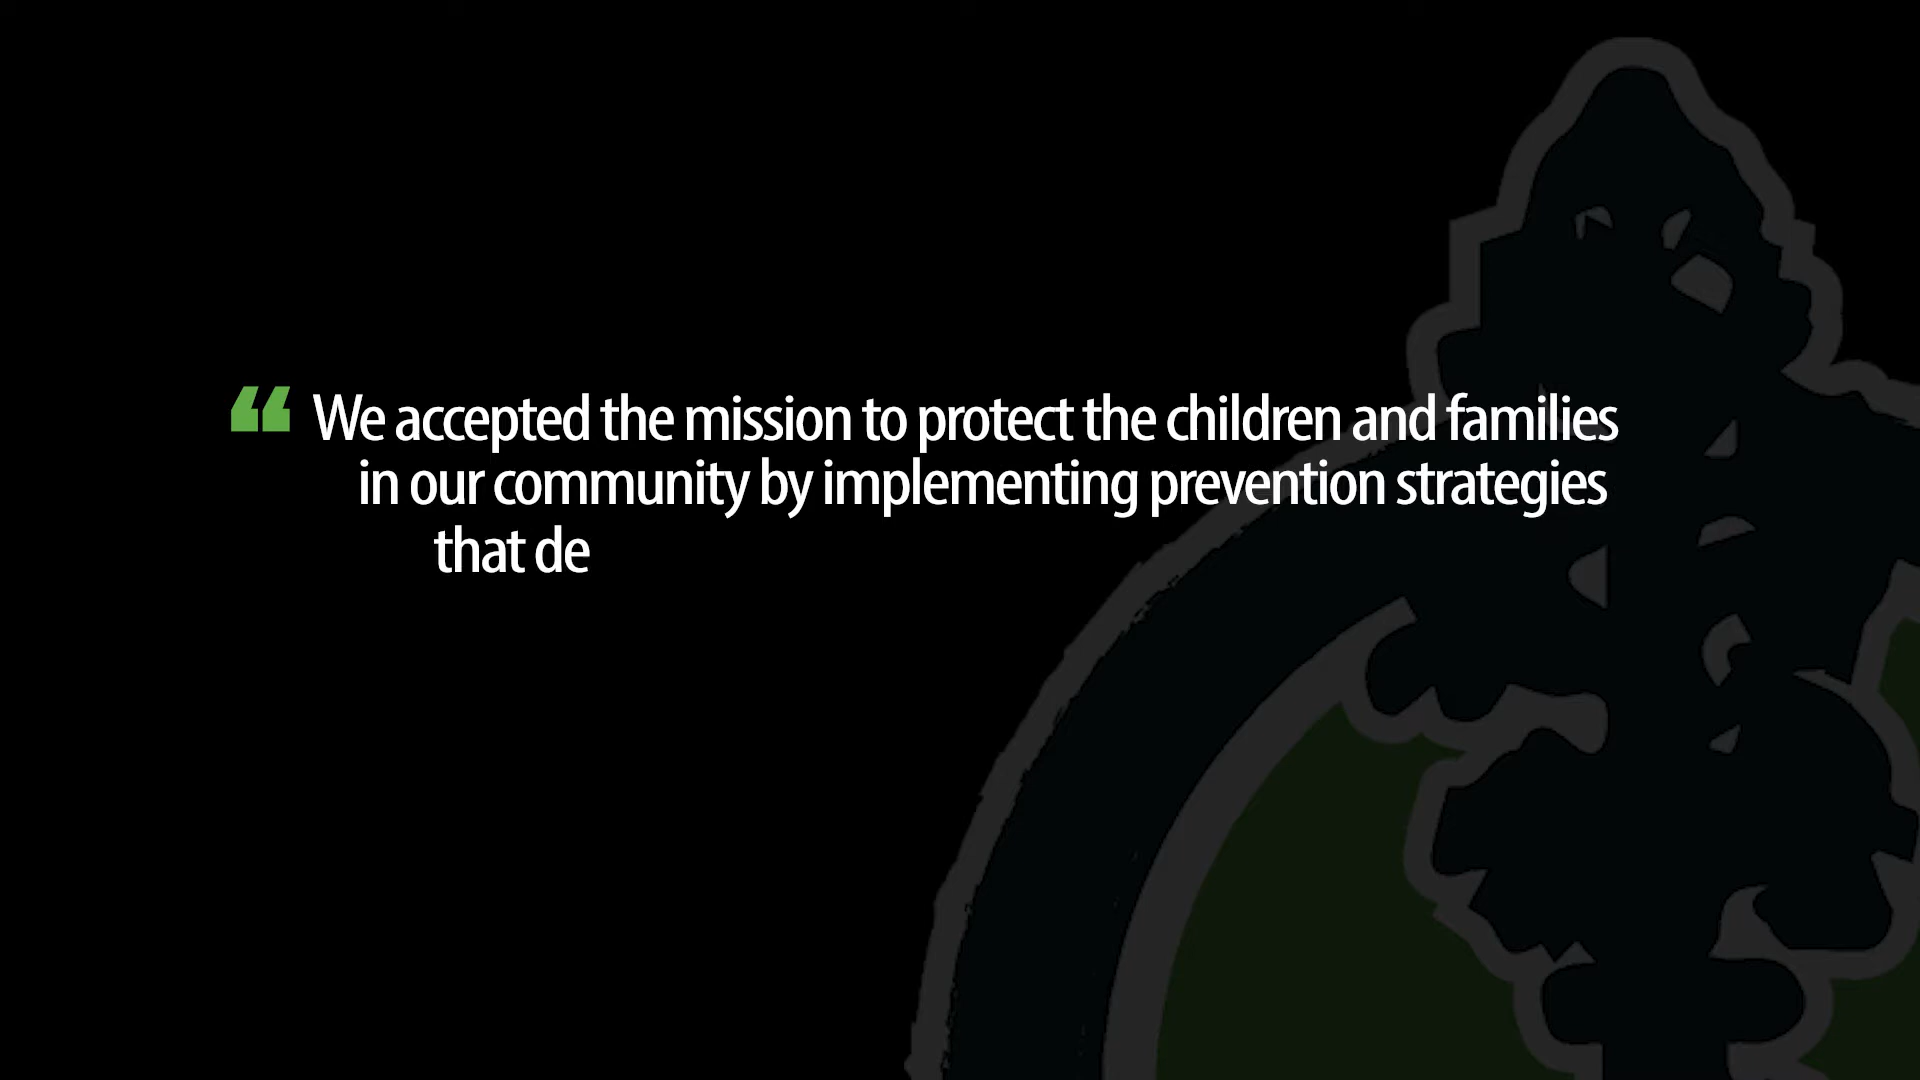 “ We accepted the mission to protect the children and families
in our community by implementing prevention strategies
that de